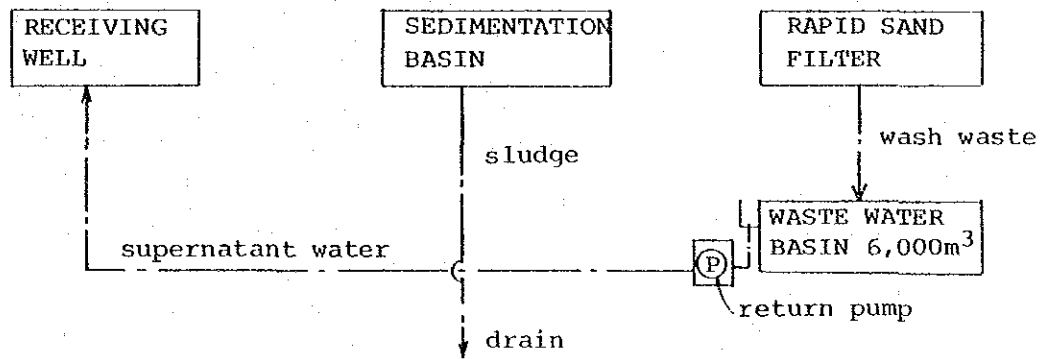 RECEIVING
WELL
SEDIMENTATION
BASIN
RAPID SAND
FILTER
sludge
wash waste
WASTE WATER
BASIN 6,000m³
supernatant water
P
return pump
drain